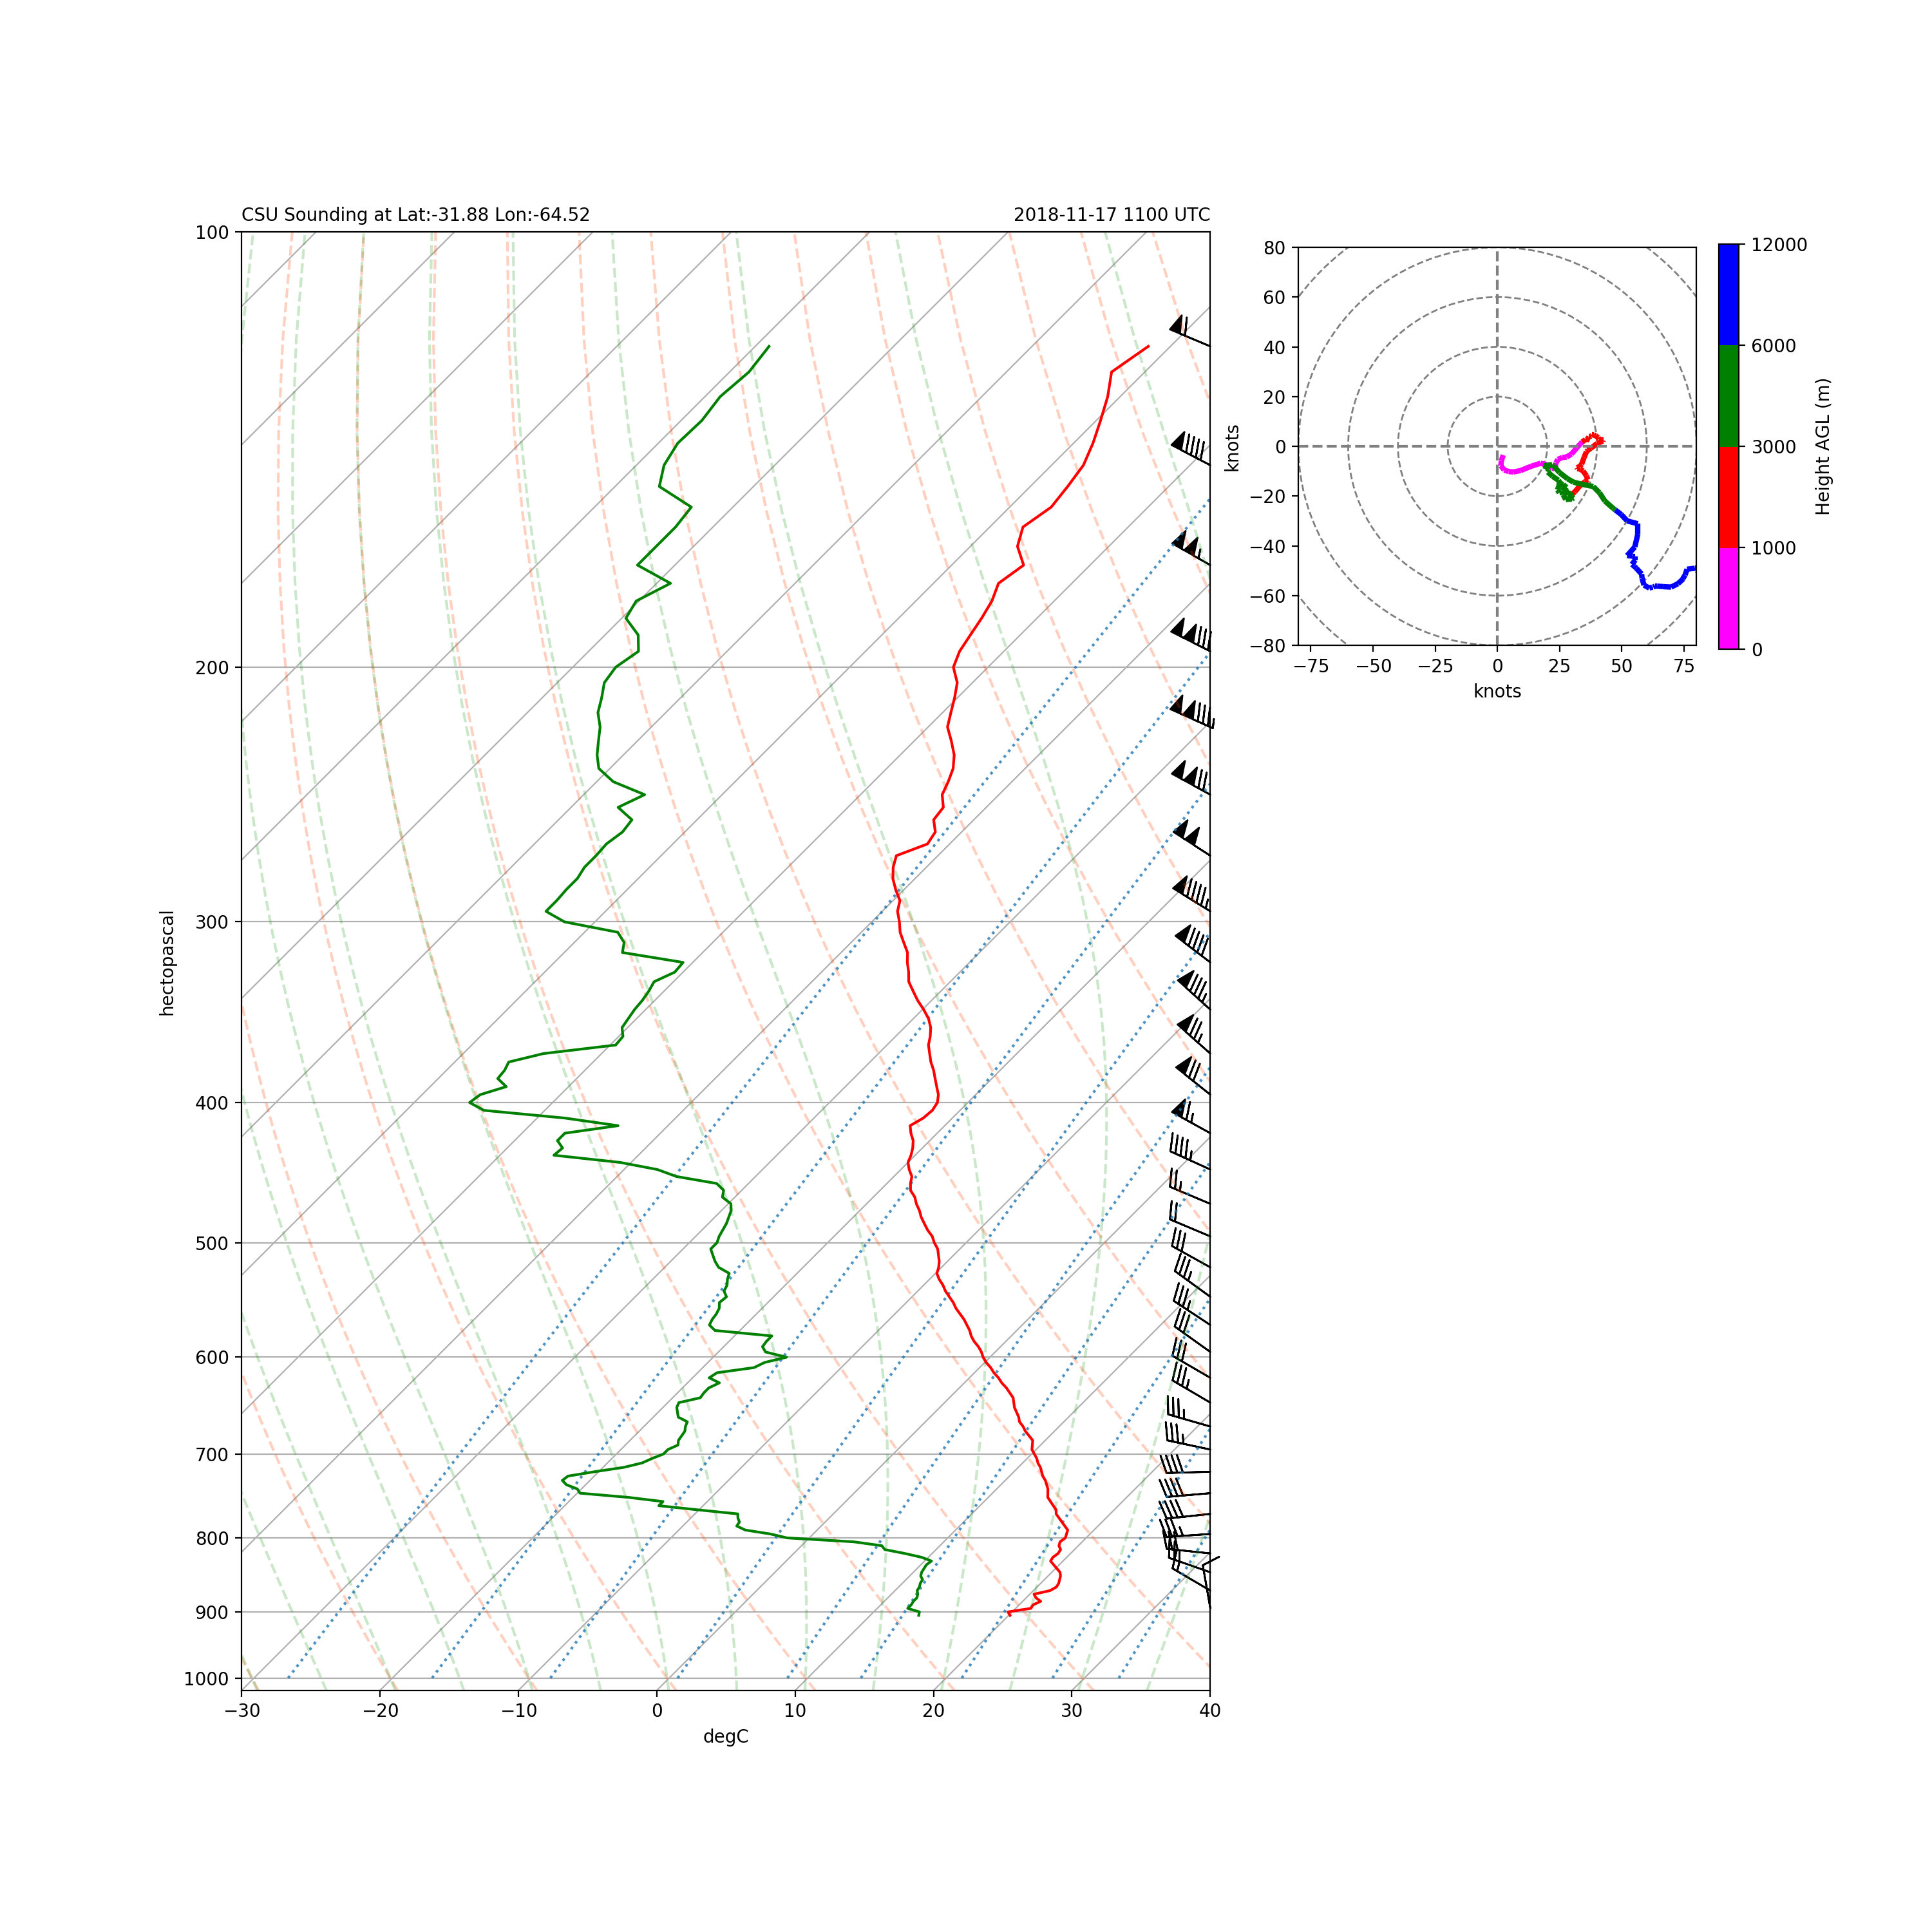 CSU Sounding at Lat:-31.88 Lon:-64.52
2018-11-17 1100 UTC
100
200
300
400
500
600
700
800
900
1000
hectopascal
−30 −20 −10 0 10 20 30 40
degC
80
60
40
20
0
−20
−40
−60
−80
knots
−75 −50 −25 0 25 50 75
knots
12000
6000
3000
1000
0
Height AGL (m)